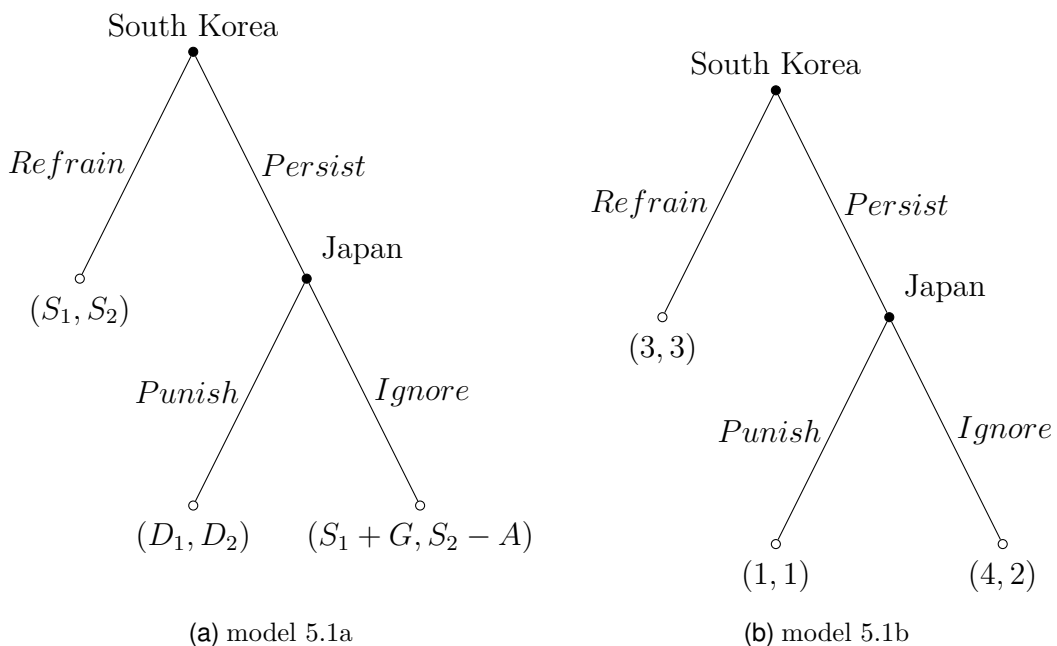 South Korea
Refrain
Persist
Japan
(S₁, S₂)
Punish
Ignore
(D₁, D₂)
(S₁ + G, S₂ − A)
(a) model 5.1a
South Korea
Refrain
Persist
Japan
(3, 3)
Punish
Ignore
(1, 1)
(4, 2)
(b) model 5.1b